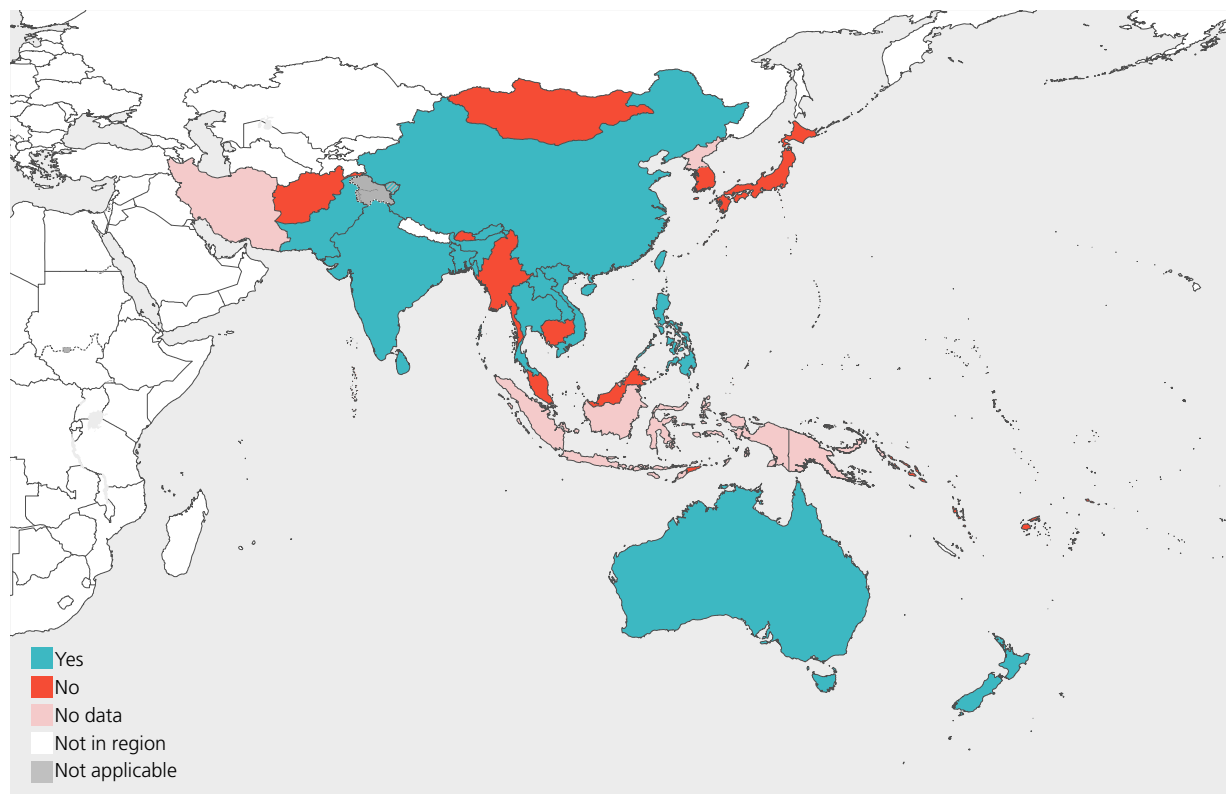 Yes
No
No data
Not in region
Not applicable